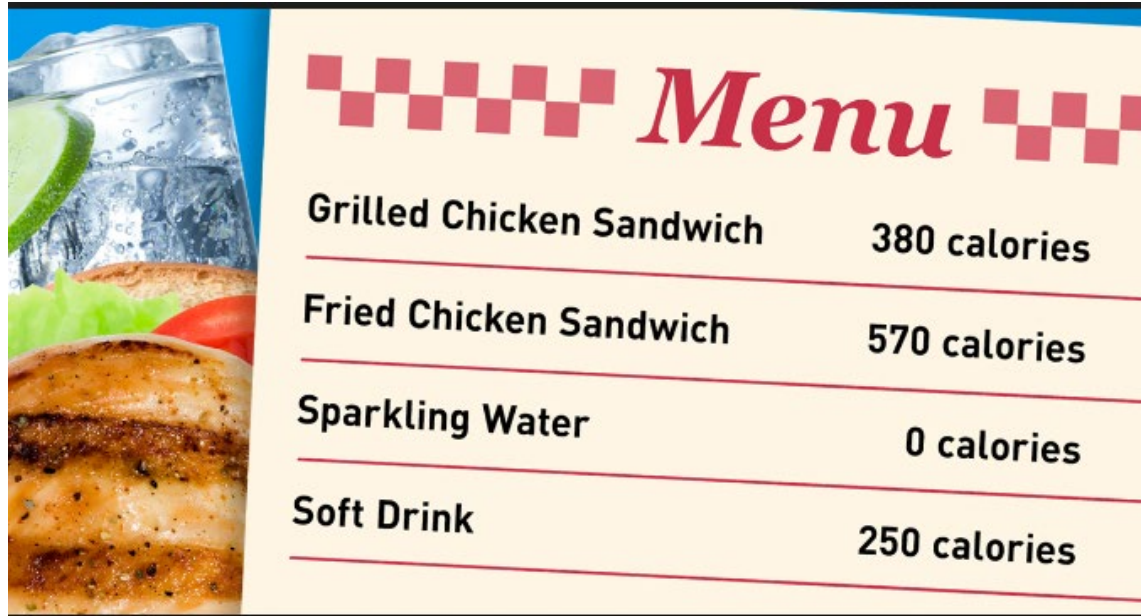 Menu
Grilled Chicken Sandwich 380 calories
Fried Chicken Sandwich 570 calories
Sparkling Water 0 calories
Soft Drink 250 calories